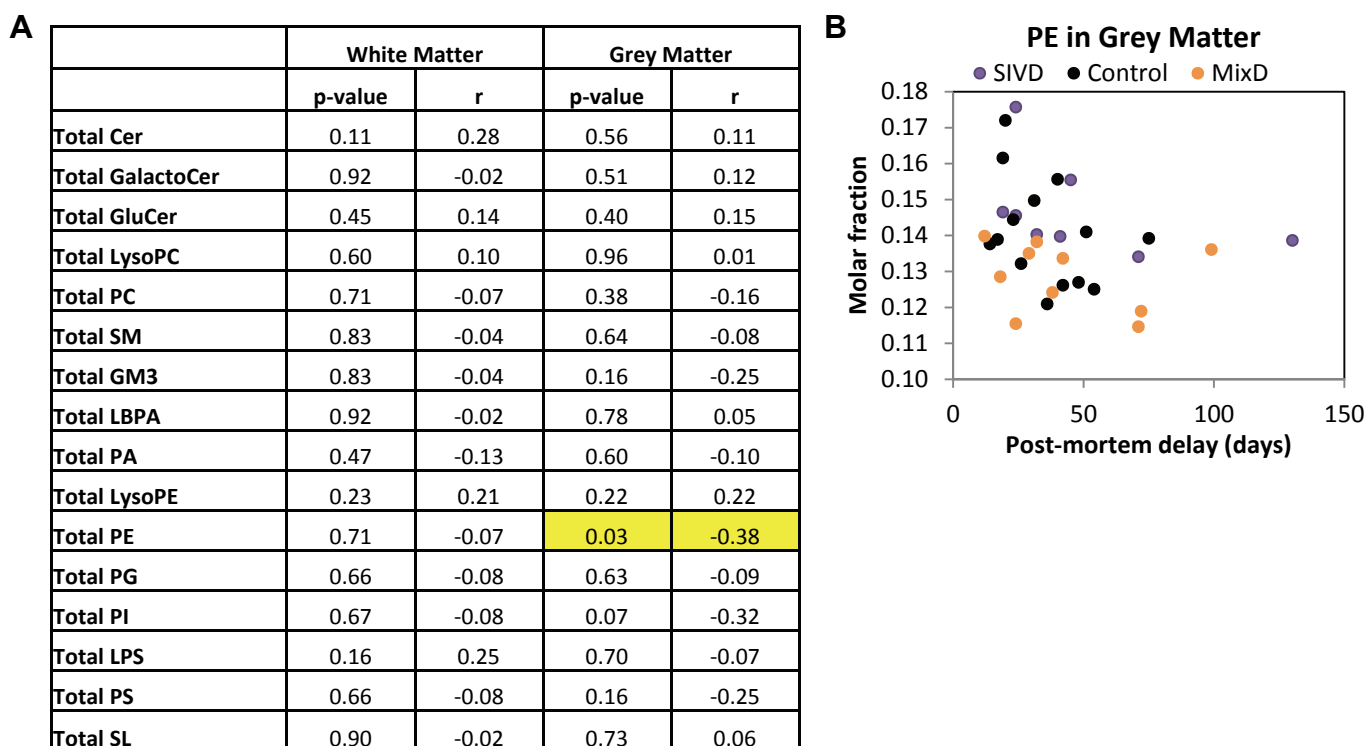 A
White Matter Grey Matter
p-value r p-value r
Total Cer 0.11 0.28 0.56 0.11
Total GalactoCer 0.92 -0.02 0.51 0.12
Total GluCer 0.45 0.14 0.40 0.15
Total LysoPC 0.60 0.10 0.96 0.01
Total PC 0.71 -0.07 0.38 -0.16
Total SM 0.83 -0.04 0.64 -0.08
Total GM3 0.83 -0.04 0.16 -0.25
Total LBPA 0.92 -0.02 0.78 0.05
Total PA 0.47 -0.13 0.60 -0.10
Total LysoPE 0.23 0.21 0.22 0.22
Total PE 0.71 -0.07 0.03 -0.38
Total PG 0.66 -0.08 0.63 -0.09
Total PI 0.67 -0.08 0.07 -0.32
Total LPS 0.16 0.25 0.70 -0.07
Total PS 0.66 -0.08 0.16 -0.25
Total SL 0.90 -0.02 0.73 0.06
B
PE in Grey Matter
SIVD Control MixD
Molar fraction
0.18
0.17
0.16
0.15
0.14
0.13
0.12
0.11
0.10
0 50 100 150
Post-mortem delay (days)